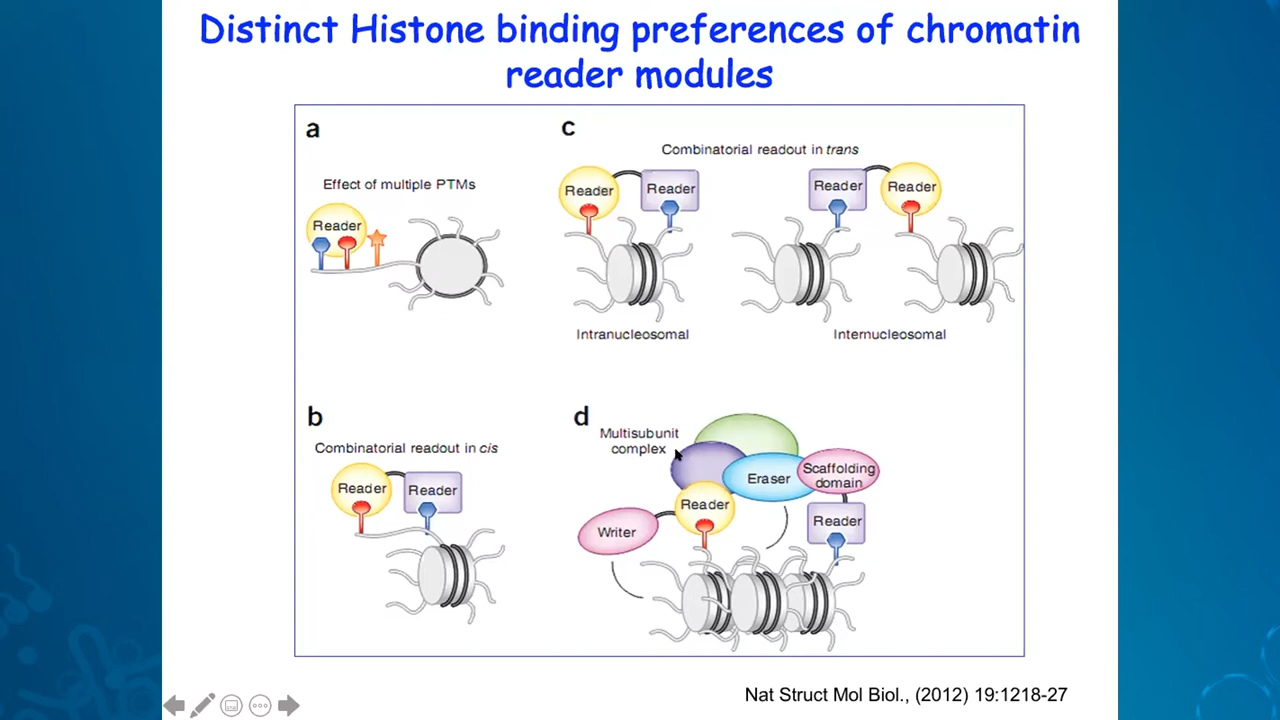 Distinct Histone binding preferences of chromatin
reader modules
a
Effect of multiple PTMs
Reader
c
Combinatorial readout in trans
Reader
Reader
Reader
Reader
Intranucleosomal
Internucleosomal
b
Combinatorial readout in cis
Reader
Reader
d
Multisubunit
complex
Eraser
Scaffolding
domain
Reader
Writer
Reader
Nat Struct Mol Biol., (2012) 19:1218-27